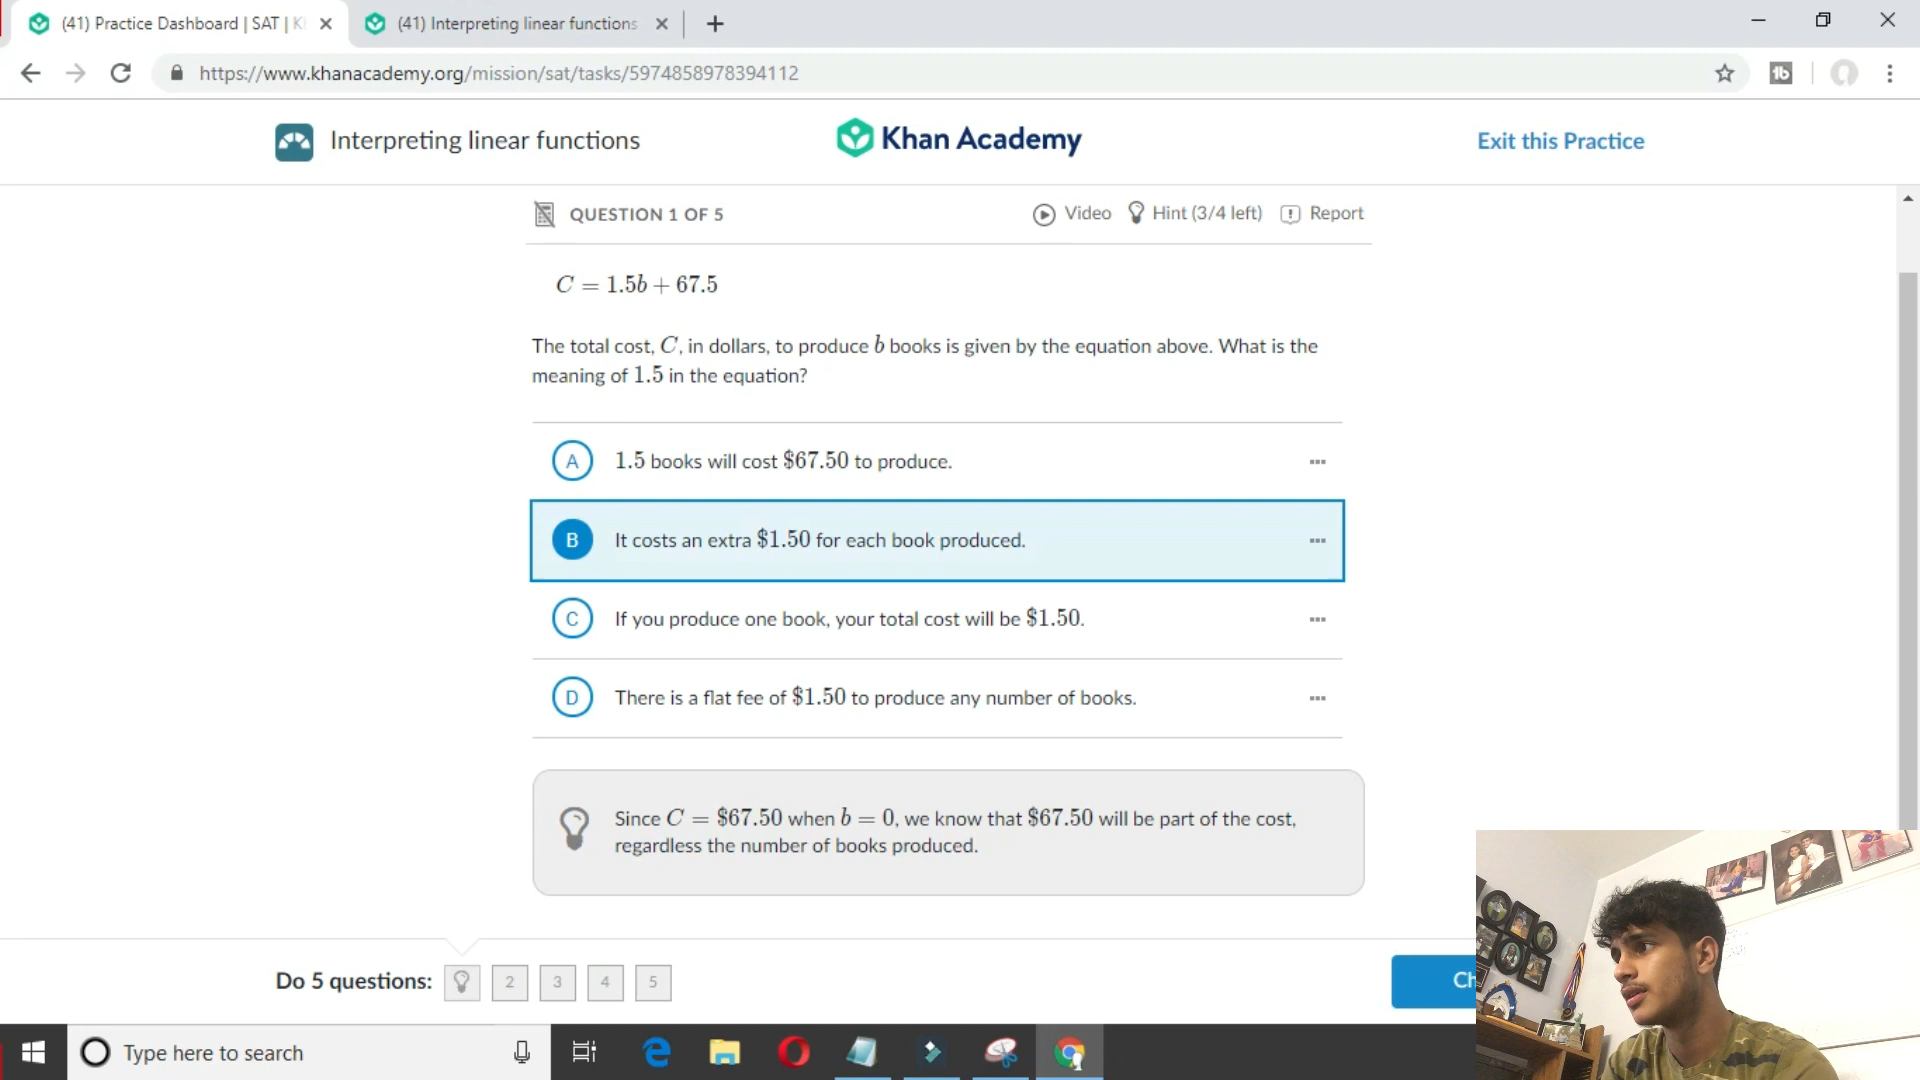 (41) Practice Dashboard | SAT | K
(41) Interpreting linear functions
https://www.khanacademy.org/mission/sat/tasks/5974858978394112
Interpreting linear functions
Khan Academy
Exit this Practice
QUESTION 1 OF 5
Video
Hint (3/4 left)
Report
C = 1.5b + 67.5
The total cost, C, in dollars, to produce b books is given by the equation above. What is the
meaning of 1.5 in the equation?
A 1.5 books will cost $67.50 to produce.
B It costs an extra $1.50 for each book produced.
C If you produce one book, your total cost will be $1.50.
D There is a flat fee of $1.50 to produce any number of books.
Since C = $67.50 when b = 0, we know that $67.50 will be part of the cost,
regardless the number of books produced.
Do 5 questions: 2 3 4 5
Ch
Type here to search